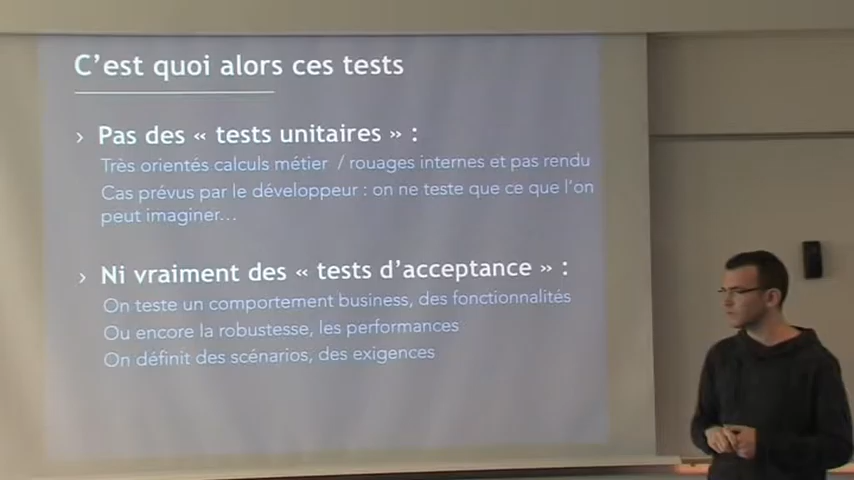 C'est quoi alors ces tests
› Pas des « tests unitaires » :
Très orientés calculs métier / rouages internes et pas rendu
Cas prévus par le développeur : on ne teste que ce que l'on
peut imaginer...
› Ni vraiment des « tests d'acceptance » :
On teste un comportement business, des fonctionnalités
Ou encore la robustesse, les performances
On définit des scénarios, des exigences